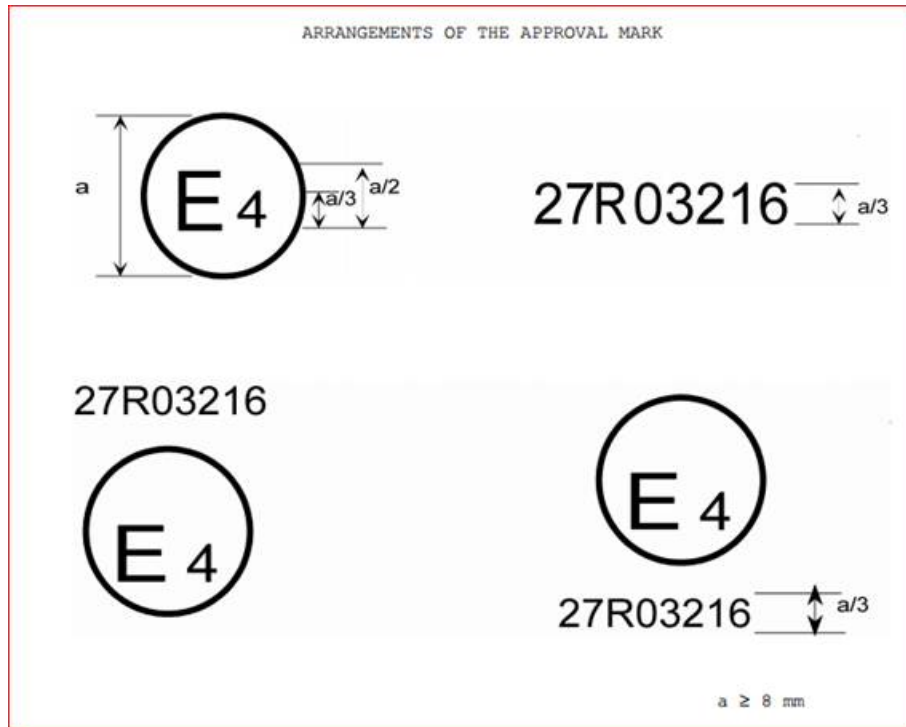 ARRANGEMENTS OF THE APPROVAL MARK
a
E 4
a/3
a/2
27R03216
a/3
27R03216
E 4
E 4
27R03216
a/3
a ≥ 8 mm